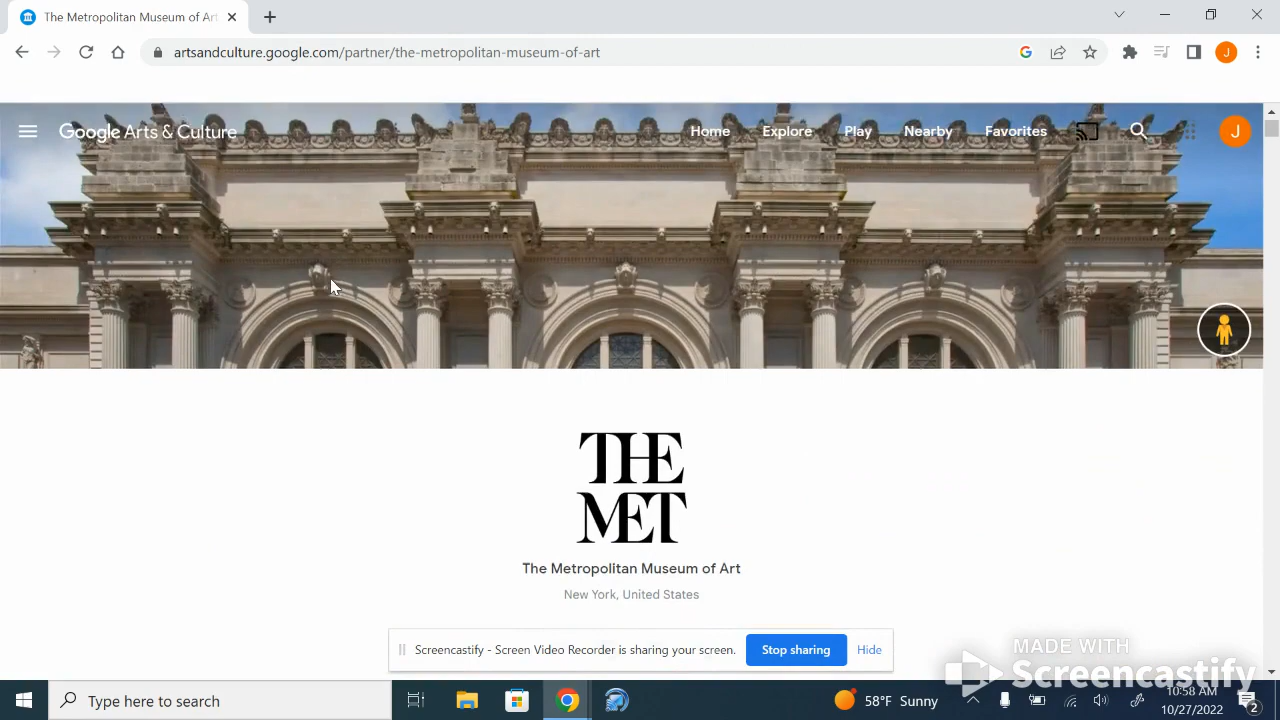 The Metropolitan Museum of Art
artsandculture.google.com/partner/the-metropolitan-museum-of-art
G
J
Google Arts & Culture
Home
Explore
Play
Nearby
Favorites
J
THE
MET
The Metropolitan Museum of Art
New York, United States
Screencastify - Screen Video Recorder is sharing your screen.
Stop sharing
Hide
MADE WITH
Screencastify
Type here to search
58°F Sunny
10:58 AM
10/27/2022
2